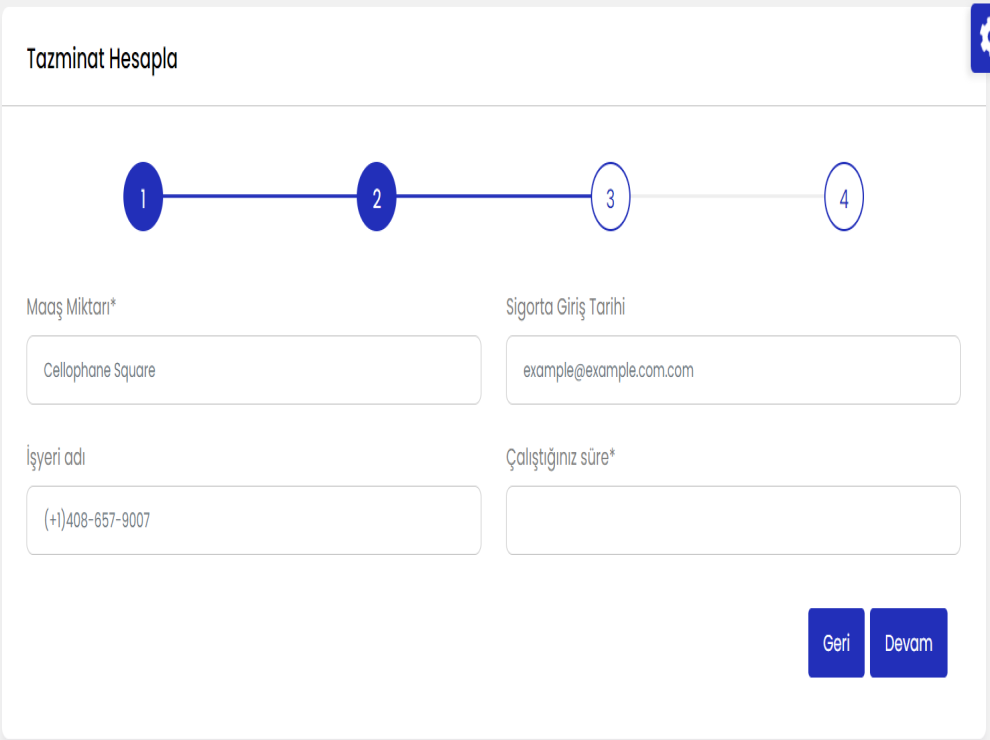 Tazminat Hesapla
1 2 3 4
Maaş Miktarı* Sigorta Giriş Tarihi
Cellophane Square example@example.com.com
İşyeri adı Çalıştığınız süre*
(+1)408-657-9007
Geri Devam